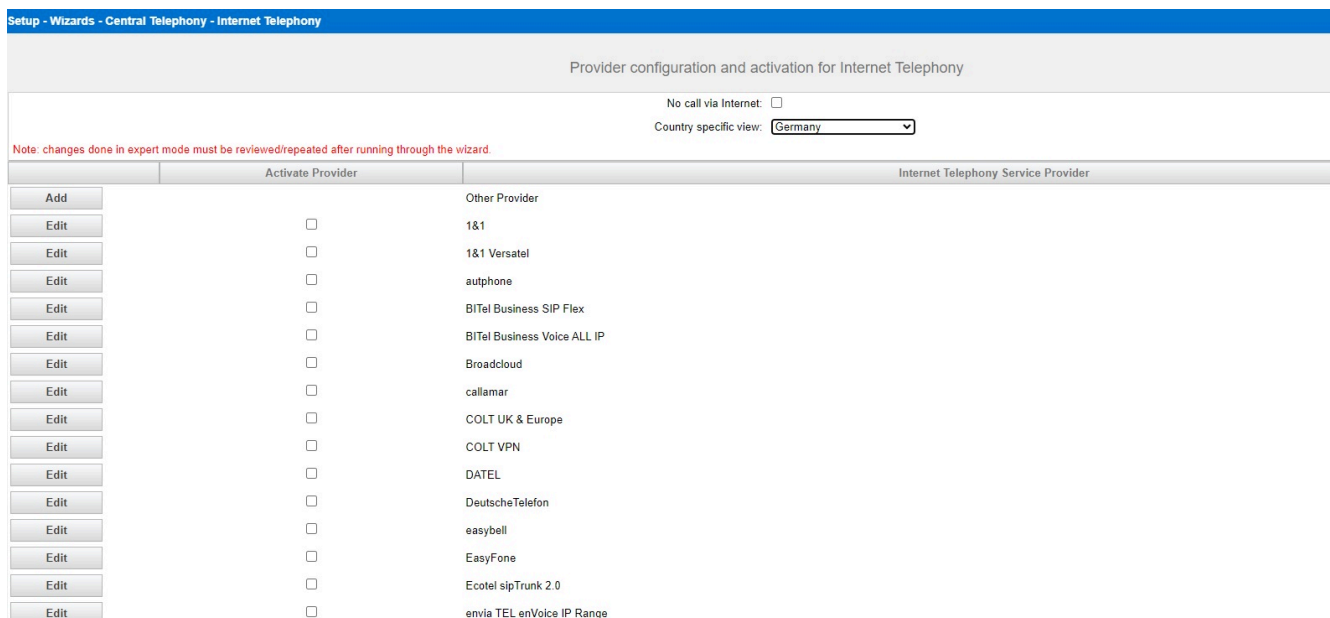 Setup - Wizards - Central Telephony - Internet Telephony
Provider configuration and activation for Internet Telephony
No call via Internet:
Country specific view: Germany
Note: changes done in expert mode must be reviewed/repeated after running through the wizard.
Activate Provider Internet Telephony Service Provider
Add Other Provider
Edit 1&1
Edit 1&1 Versatel
Edit autphone
Edit BITel Business SIP Flex
Edit BITel Business Voice ALL IP
Edit Broadcloud
Edit callamar
Edit COLT UK & Europe
Edit COLT VPN
Edit DATEL
Edit DeutscheTelefon
Edit easybell
Edit EasyFone
Edit Ecotel sipTrunk 2.0
Edit envia TEL enVoice IP Range